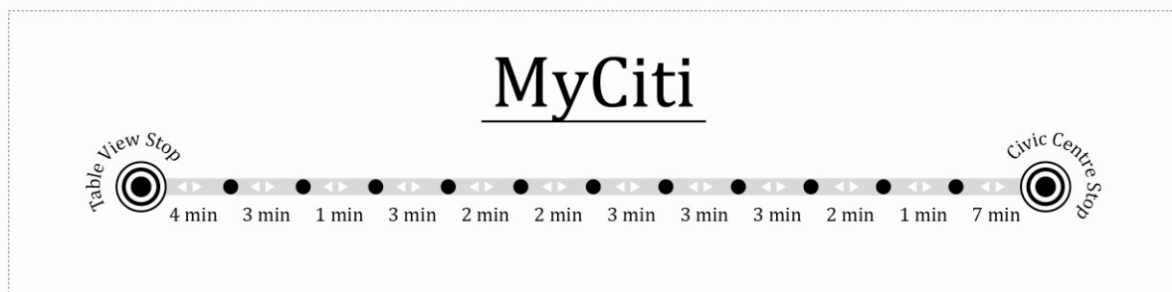 MyCiti
Table View Stop
Civic Centre Stop
4 min 3 min 1 min 3 min 2 min 2 min 3 min 3 min 3 min 2 min 1 min 7 min